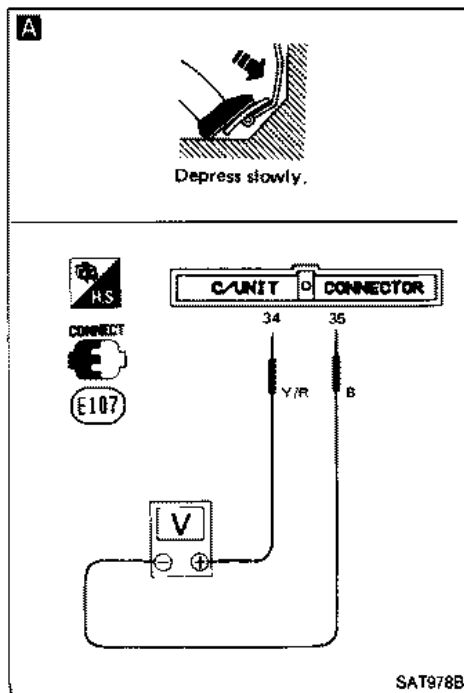 A
Depress slowly.
H.S
C/UNIT CONNECTOR
CONNECT
34 35
Y/R B
E107
V
SAT978B